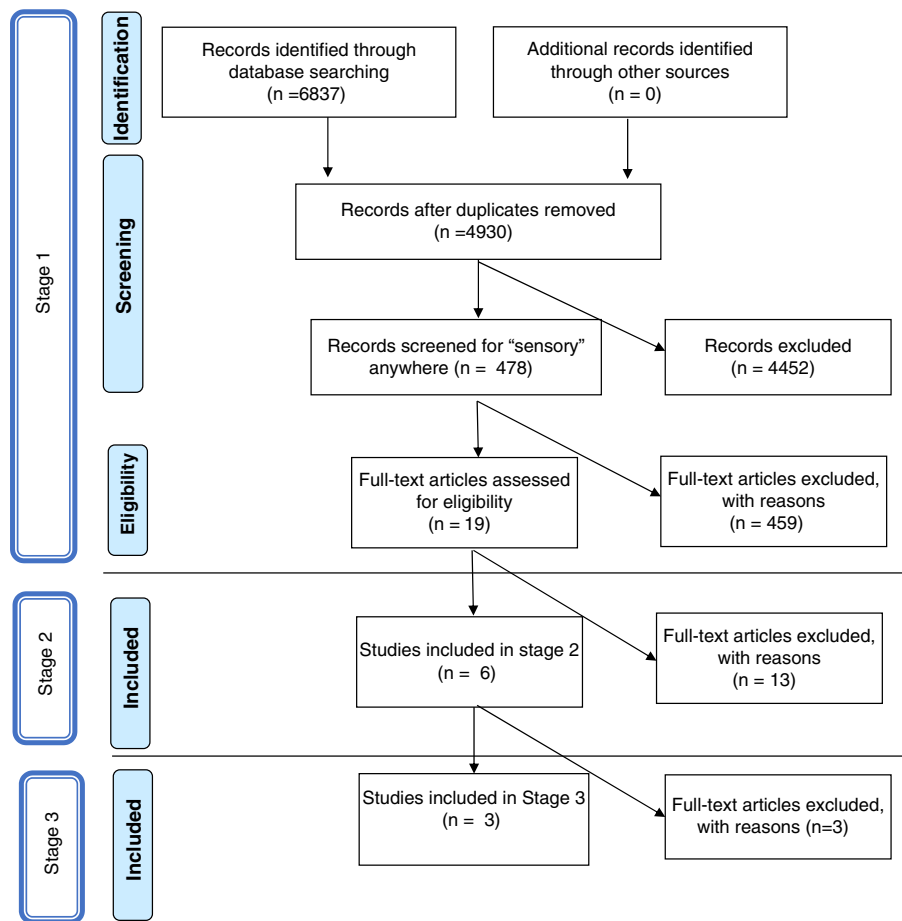 Stage 1
Identification
Records identified through
database searching
(n =6837)
Additional records identified
through other sources
(n = 0)
Screening
Records after duplicates removed
(n =4930)
Records screened for “sensory”
anywhere (n =  478)
Records excluded
(n = 4452)
Eligibility
Full-text articles assessed
for eligibility
(n = 19)
Full-text articles excluded,
with reasons
(n = 459)
Stage 2
Included
Studies included in stage 2
(n =  6)
Full-text articles excluded,
with reasons
(n = 13)
Stage 3
Included
Studies included in Stage 3
(n =  3)
Full-text articles excluded,
with reasons (n=3)